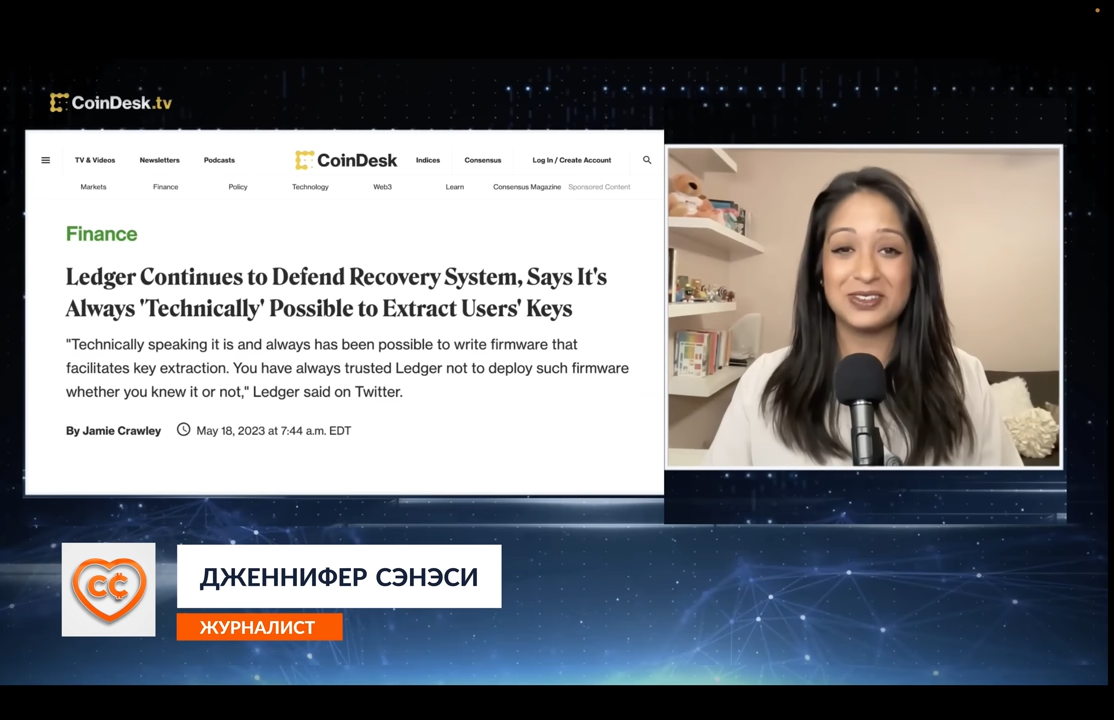 CoinDesk.tv
TV & Videos Newsletters Podcasts CoinDesk Indices Consensus Log In / Create Account
Markets Finance Policy Technology Web3 Learn Consensus Magazine Sponsored Content
Finance
Ledger Continues to Defend Recovery System, Says It's
Always 'Technically' Possible to Extract Users' Keys
"Technically speaking it is and always has been possible to write firmware that
facilitates key extraction. You have always trusted Ledger not to deploy such firmware
whether you knew it or not," Ledger said on Twitter.
By Jamie Crawley May 18, 2023 at 7:44 a.m. EDT
ДЖЕННИФЕР СЭНЭСИ
ЖУРНАЛИСТ